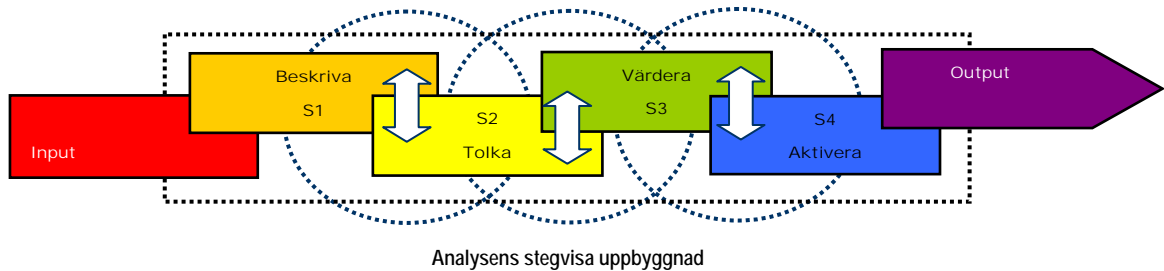 Input
Beskriva
S1
S2
Tolka
Värdera
S3
S4
Aktivera
Output
Analysens stegvisa uppbyggnad